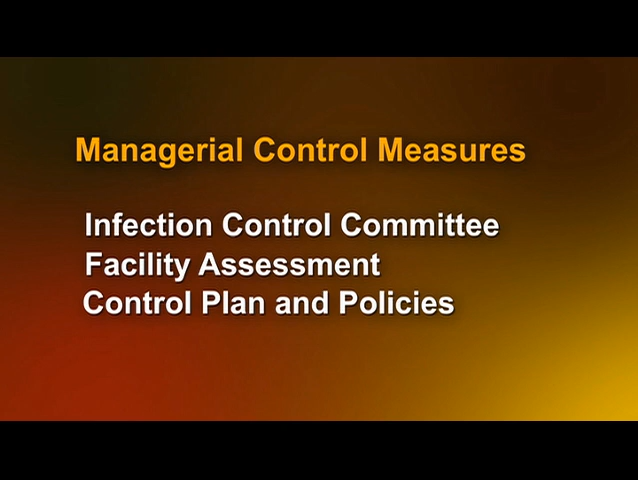 Managerial Control Measures
Infection Control Committee
Facility Assessment
Control Plan and Policies